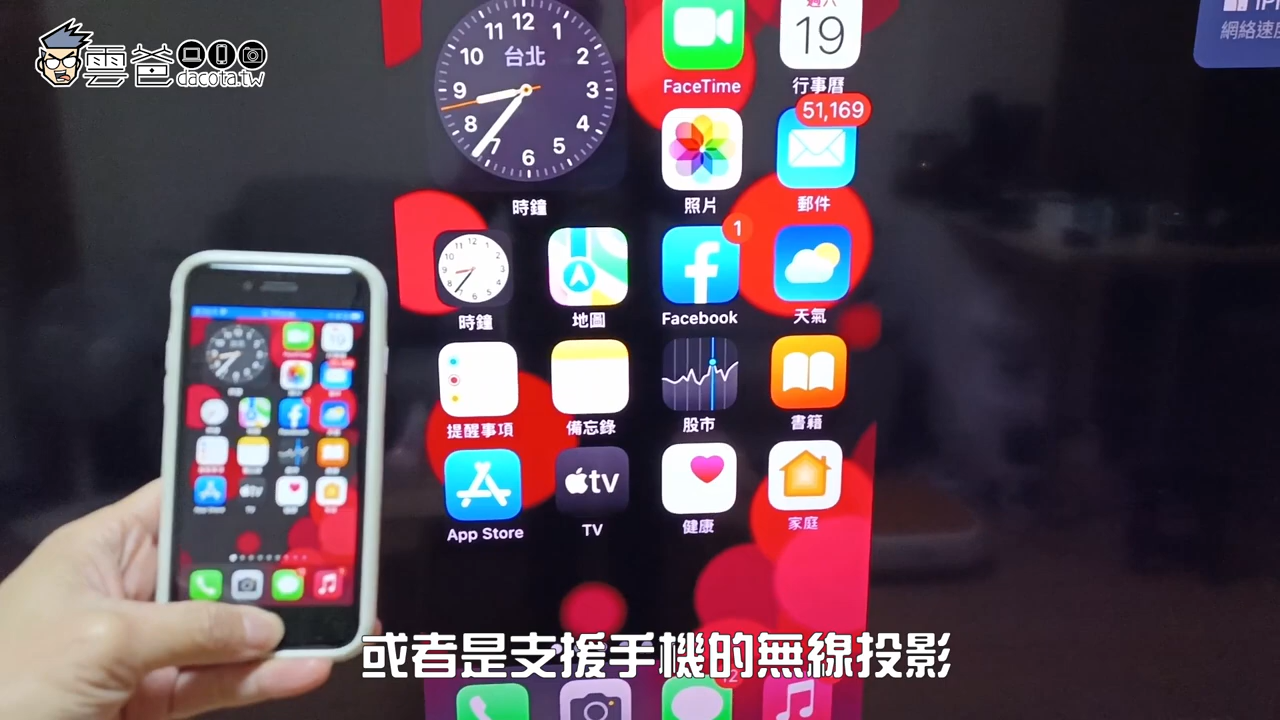 雲爸
dacota.tw
12
11
10
台北
2
9
3
8
4
7
5
6
時鐘
FaceTime
19
行事曆
照片
51,169
郵件
時鐘
地圖
1
Facebook
天氣
提醒事項
備忘錄
股市
書籍
App Store
tv
TV
健康
家庭
12
網絡速度
或者是支援手機的無線投影